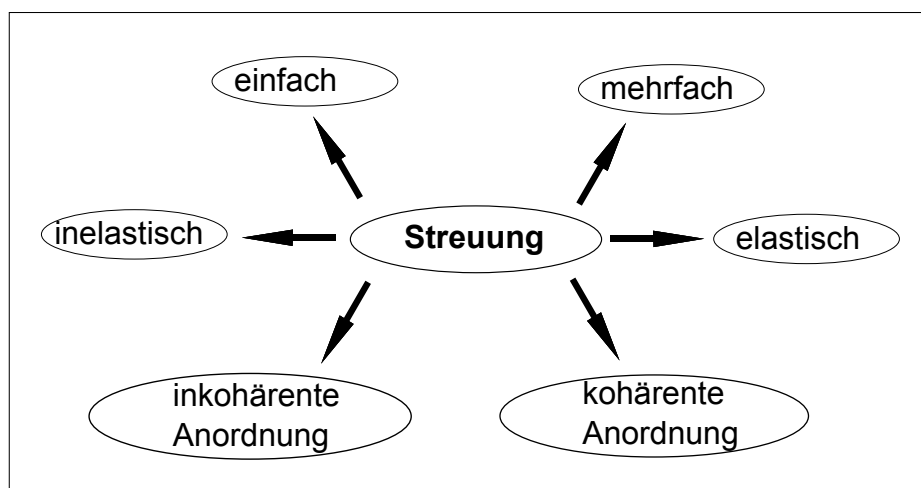 einfach
mehrfach
inelastisch
Streuung
elastisch
inkohärente
Anordnung
kohärente
Anordnung